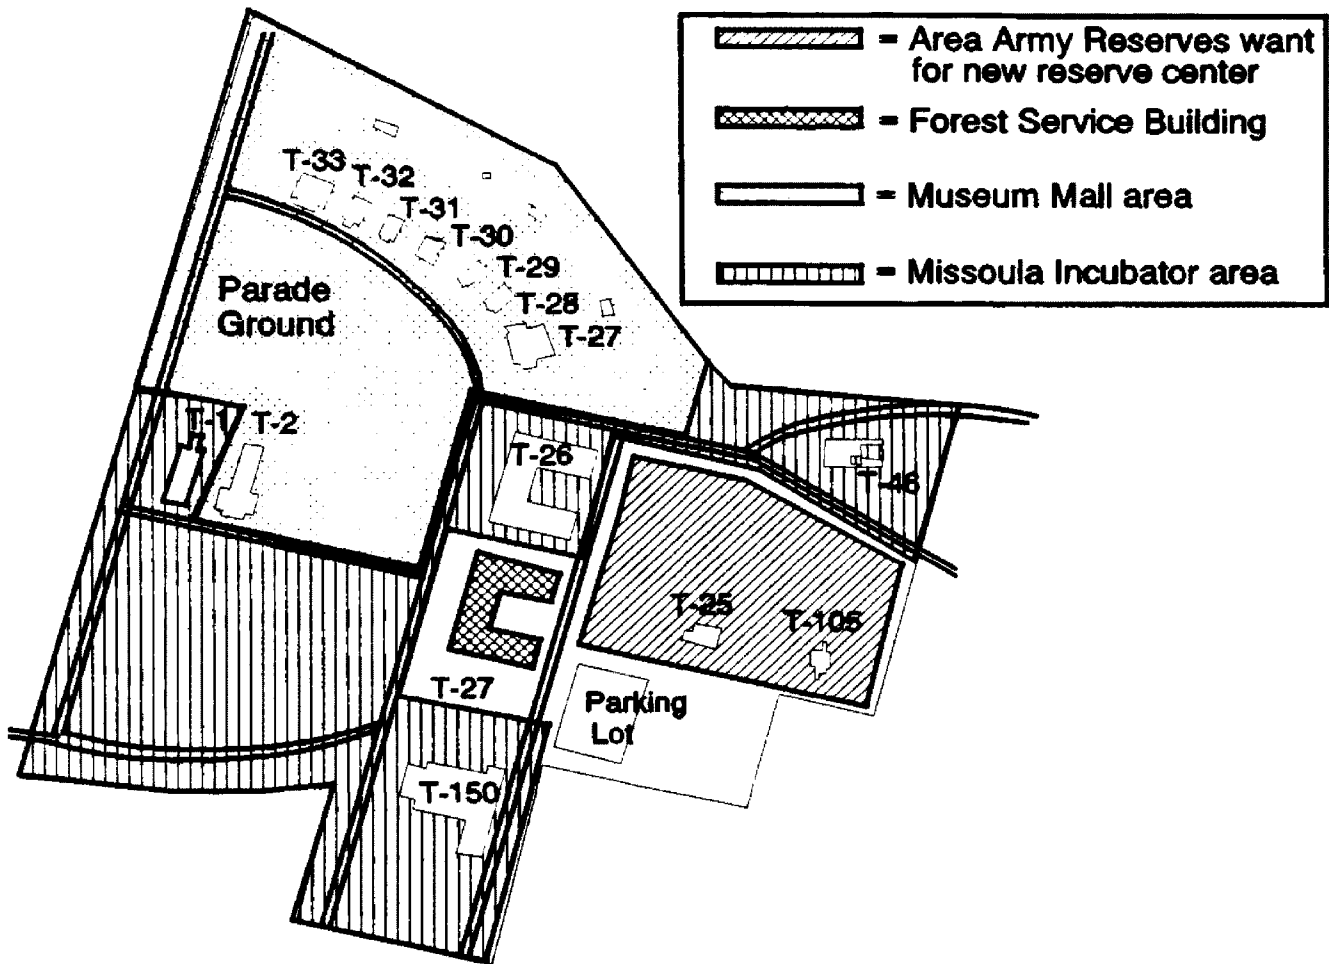 = Area Army Reserves want
for new reserve center
= Forest Service Building
= Museum Mall area
= Missoula Incubator area
T-33
T-32
T-31
T-30
T-29
T-28
T-27
Parade
Ground
T-1
T-2
T-26
T-46
T-25
T-105
T-27
Parking
Lot
T-150